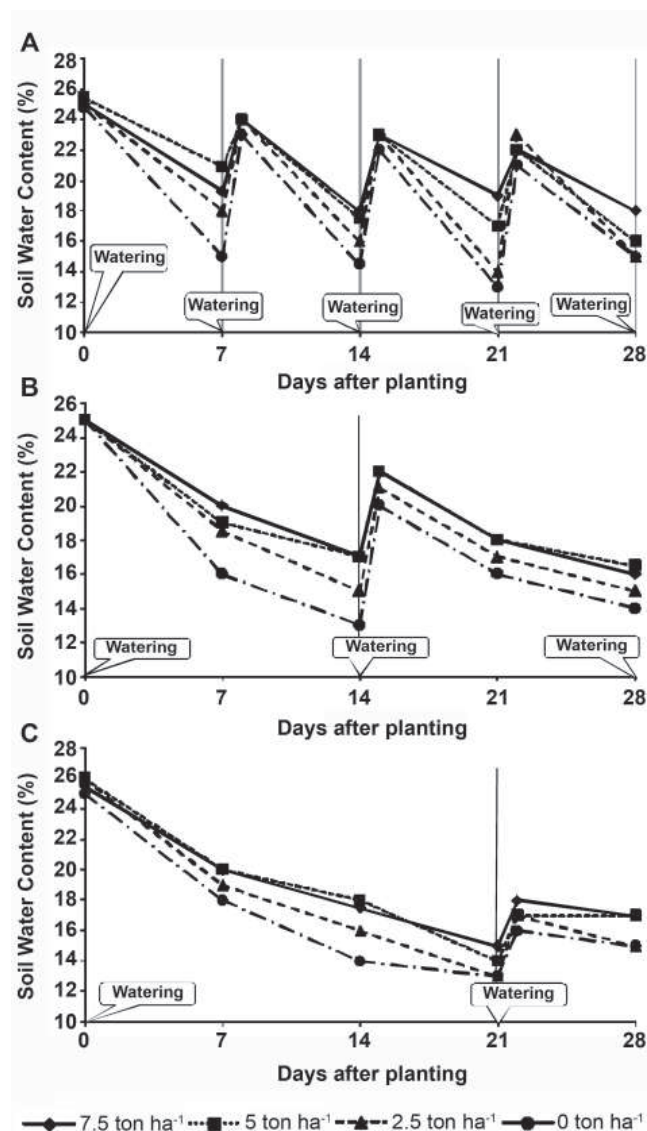 A
Soil Water Content (%)
28
26
24
22
20
18
16
14
12
10
Watering
Watering
Watering
Watering
Watering
0 7 14 21 28
Days after planting
B
Soil Water Content (%)
26
24
22
20
18
16
14
12
10
Watering
Watering
Watering
0 7 14 21 28
Days after planting
C
Soil Water Content (%)
28
26
24
22
20
18
16
14
12
10
Watering
Watering
0 7 14 21 28
Days after planting
7.5 ton ha⁻¹ 5 ton ha⁻¹ 2.5 ton ha⁻¹ 0 ton ha⁻¹